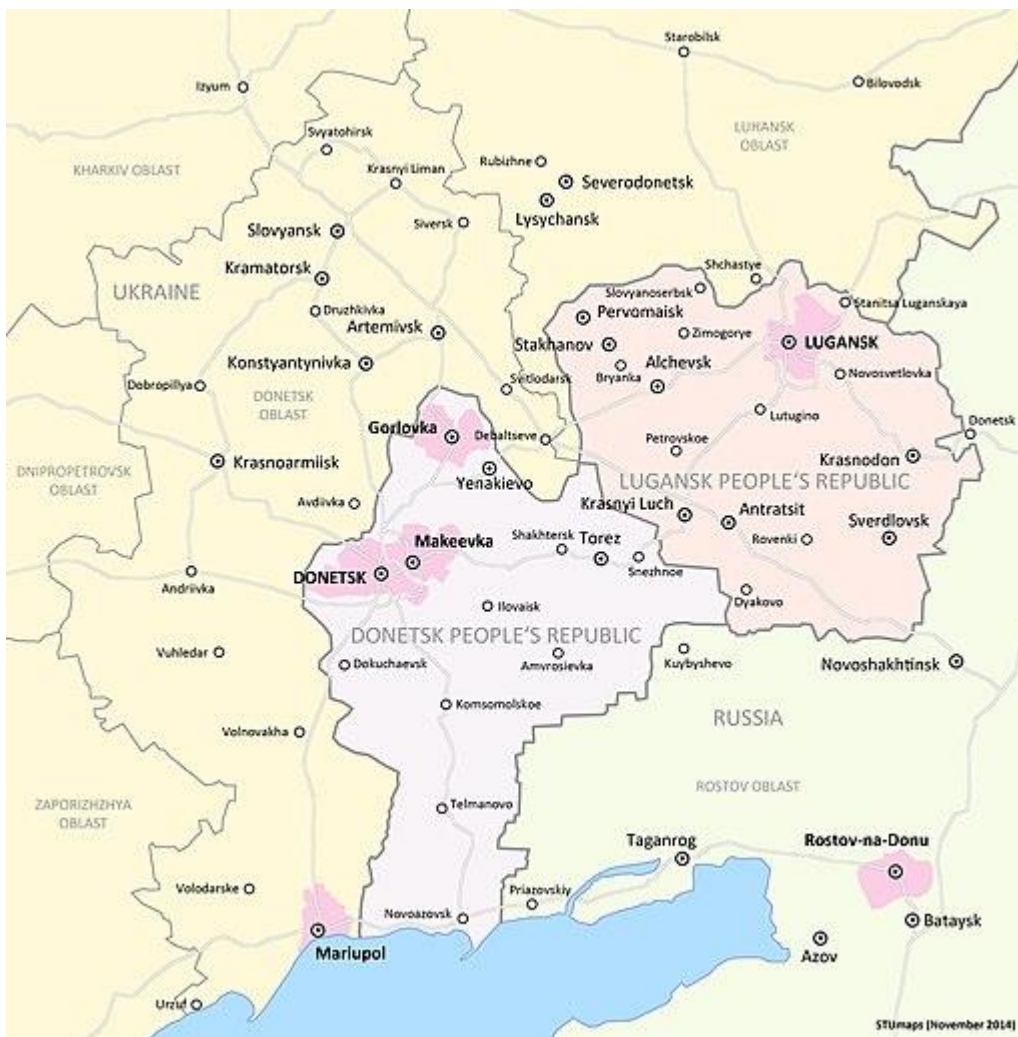 Starobilsk
Izyum
Bilovodsk
LUHANSK
OBLAST
Svyatohirsk
KHARKIV OBLAST
Krasnyi Liman
Rubizhne
Severodonetsk
Lysychansk
Siversk
Slovyansk
Shchastye
Kramatorsk
Slovyanoserbsk
UKRAINE
Stanitsa Luganskaya
Druzhkivka
Pervomaisk
Artemivsk
Zimogorye
Stakhanov
LUGANSK
Konstyantynivka
Alchevsk
Bryanka
Novosvetlovka
Dobropillya
Svitlodarsk
DONETSK
OBLAST
Lutugino
Gorlovka
Donetsk
Debaltseve
Petrovskoe
Krasnoarmiisk
Krasnodon
DNIPROPETROVSK
OBLAST
Yenakievo
LUGANSK PEOPLE'S REPUBLIC
Avdiivka
Krasnyi Luch
Antratsit
Sverdlovsk
Makeevka
Shakhtersk
Torez
Rovenki
Snezhnoe
DONETSK
Andriivka
Dyakovo
Ilovaisk
DONETSK PEOPLE'S REPUBLIC
Vuhledar
Dokuchaevsk
Amvrosievka
Kuybyshevo
Novoshakhtinsk
Komsomolskoe
RUSSIA
Volnovakha
ROSTOV OBLAST
ZAPORIZHZHYA
OBLAST
Telmanovo
Taganrog
Rostov-na-Donu
Volodarske
Priazovskiy
Novoazovsk
Bataysk
Mariupol
Azov
Urzuf
STUmaps (November 2014)